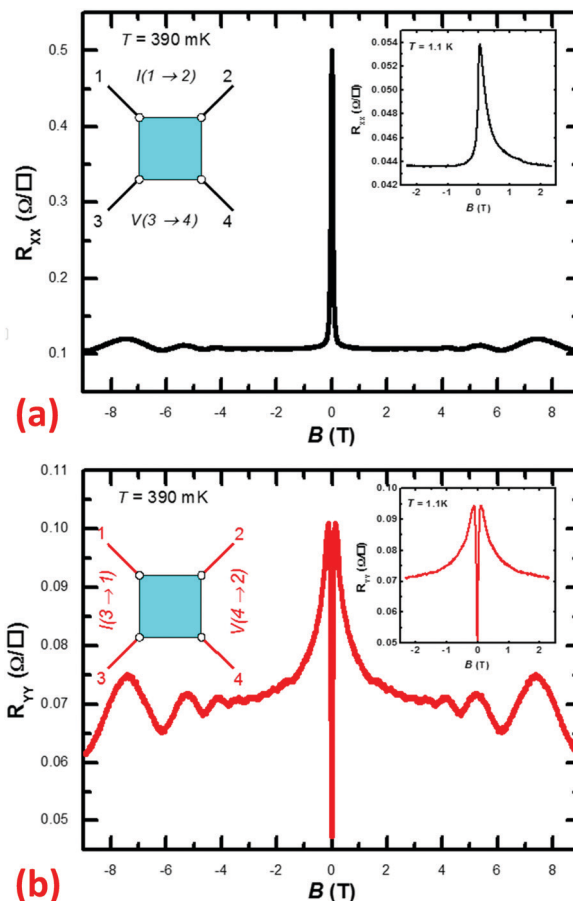 T = 390 mK
I(1 → 2)
1 2
3 4
V(3 → 4)
0.5
0.4
0.3
0.2
0.1
R_XX (Ω/□)
-8 -6 -4 -2 0 2 4 6 8
B (T)
(a)
T = 1.1 K
0.054
0.052
0.050
0.048
0.046
0.044
0.042
R_XX (Ω/□)
-2 -1 0 1 2
B (T)
T = 390 mK
1 2
I(3 → 1)
V(4 → 2)
3 4
0.11
0.10
0.09
0.08
0.07
0.06
0.05
R_YY (Ω/□)
-8 -6 -4 -2 0 2 4 6 8
B (T)
(b)
T = 1.1K
0.10
0.09
0.08
0.07
0.06
0.05
R_YY (Ω/□)
-2 -1 0 1 2
B (T)